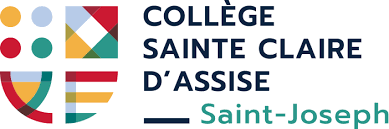 COLLÈGE
SAINTE CLAIRE
D'ASSISE
Saint-Joseph